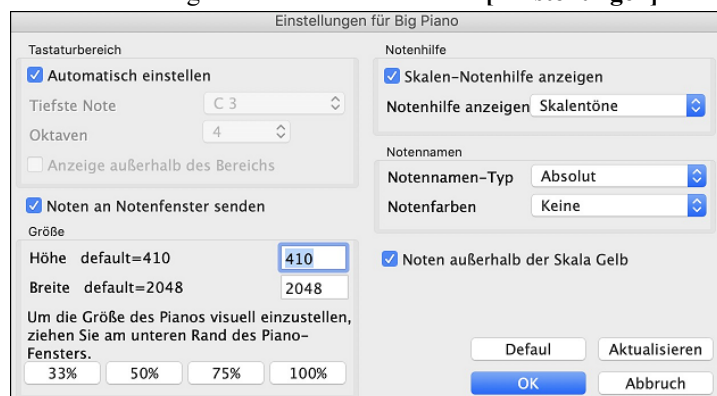 Einstellungen für Big Piano
Tastaturbereich
Automatisch einstellen
Tiefste Note C 3
Oktaven 4
Anzeige außerhalb des Bereichs
Noten an Notenfenster senden
Größe
Höhe default=410 410
Breite default=2048 2048
Um die Größe des Pianos visuell einzustellen,
ziehen Sie am unteren Rand des Piano-
Fensters.
33% 50% 75% 100%
Notenhilfe
Skalen-Notenhilfe anzeigen
Notenhilfe anzeigen Skalentöne
Notennamen
Notennamen-Typ Absolut
Notenfarben Keine
Noten außerhalb der Skala Gelb
Defaul Aktualisieren
OK Abbruch